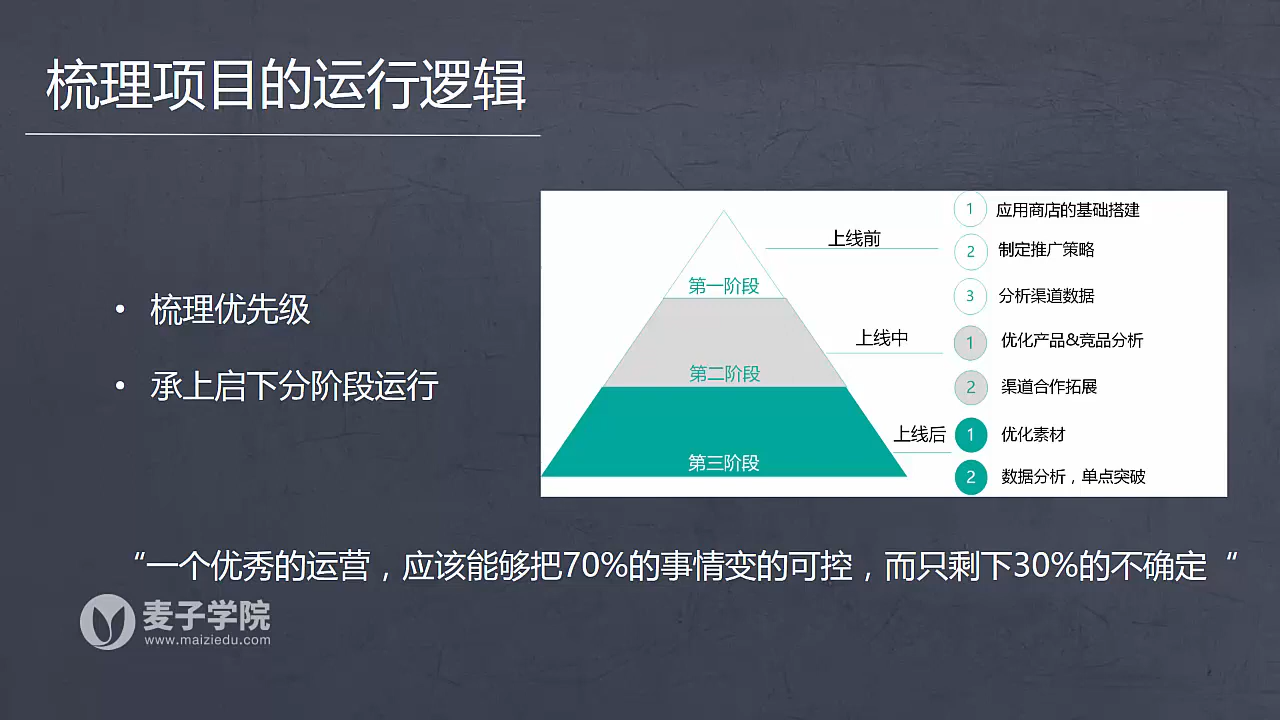 梳理项目的运行逻辑
• 梳理优先级
• 承上启下分阶段运行
第一阶段
第二阶段
第三阶段
上线前
1 应用商店的基础搭建
2 制定推广策略
3 分析渠道数据
上线中
1 优化产品&竞品分析
2 渠道合作拓展
上线后
1 优化素材
2 数据分析，单点突破
“一个优秀的运营，应该能够把70%的事情变的可控，而只剩下30%的不确定“
麦子学院
www.maiziedu.com